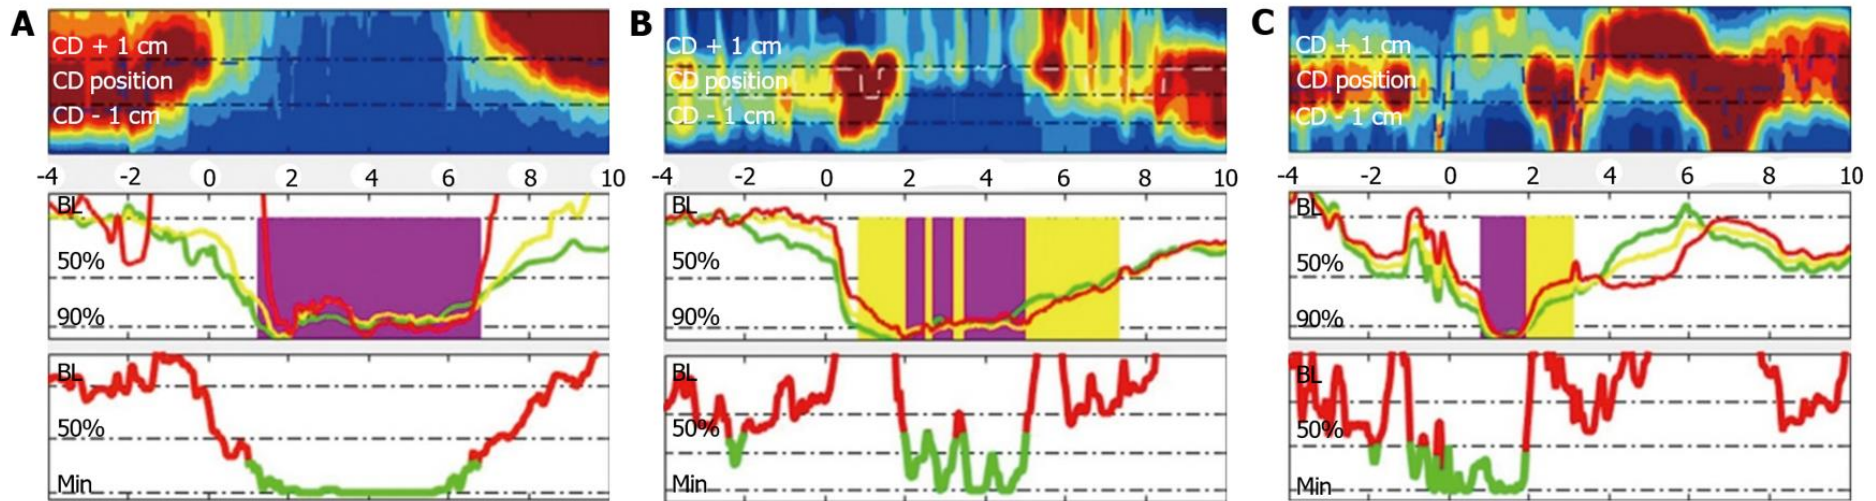 A
CD + 1 cm
CD position
CD - 1 cm
-4 -2 0 2 4 6 8 10
BL
50%
90%
BL
50%
Min
B
CD + 1 cm
CD position
CD - 1 cm
-4 -2 0 2 4 6 8 10
BL
50%
90%
BL
50%
Min
C
CD + 1 cm
CD position
CD - 1 cm
-4 -2 0 2 4 6 8 10
BL
50%
90%
BL
50%
Min